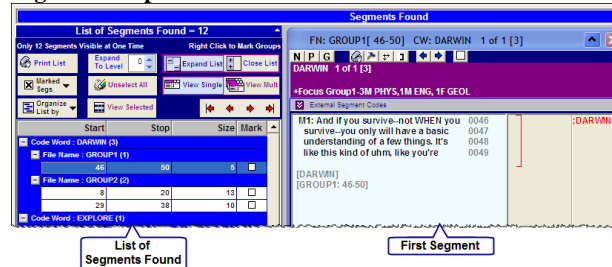 Segments Found
List of Segments Found = 12
Only 12 Segments Visible at One Time Right Click to Mark Groups
Print List
Expand To Level 0
Expand List
Close List
Marked Segs
Unselect All
View Single
View Mult
Organize List by
View Selected
Start Stop Size Mark
Code Word : DARWIN (3)
File Name : GROUP1 (1)
46 50 5
File Name : GROUP2 (2)
8 20 13
29 38 10
Code Word : EXPLORE (1)
FN: GROUP1[ 46-50] CW: DARWIN 1 of 1 [3]
N P G
DARWIN 1 of 1 [3]
+Focus Group1-3M PHYS,1M ENG, 1F GEOL
External Segment Codes
M1: And if you survive--not WHEN you 0046
survive--you only will have a basic 0047
understanding of a few things. It's 0048
like this kind of uhm, like you're 0049
;DARWIN
[DARWIN]
[GROUP1: 46-50]
List of
Segments Found
First Segment